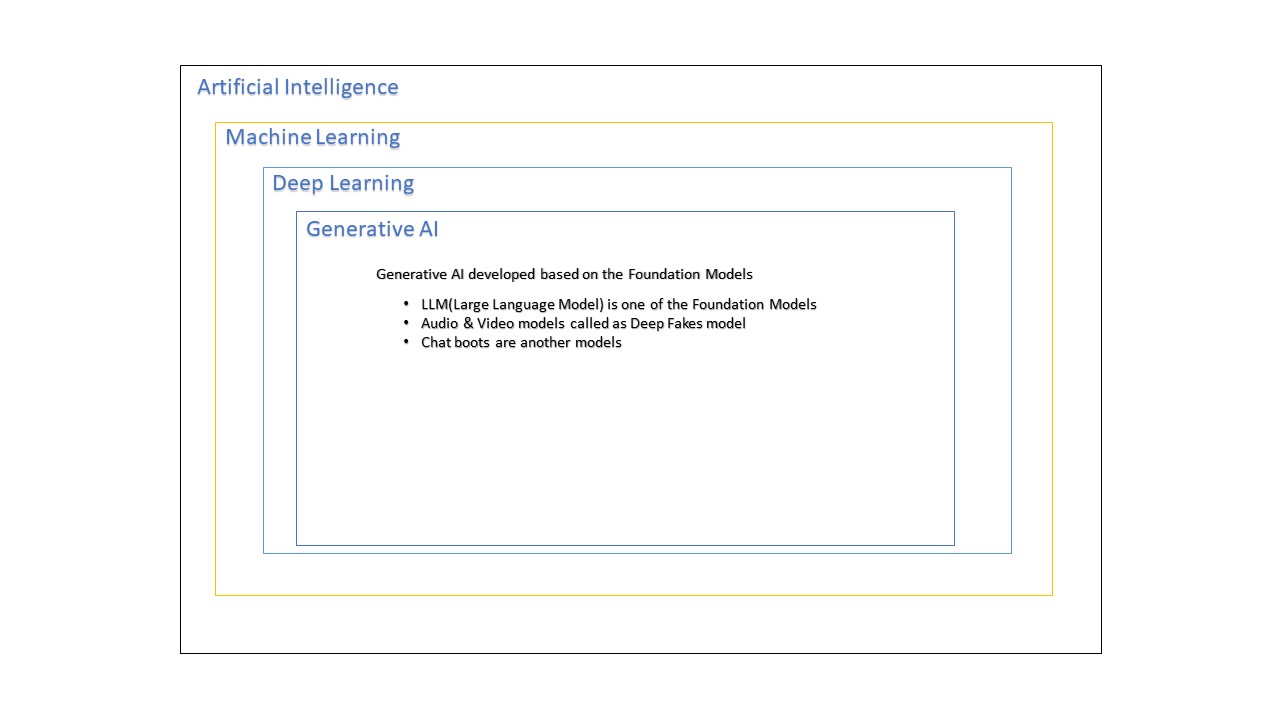 Artificial Intelligence
Machine Learning
Deep Learning
Generative AI
Generative AI developed based on the Foundation Models
• LLM(Large Language Model) is one of the Foundation Models
• Audio & Video models called as Deep Fakes model
• Chat boots are another models